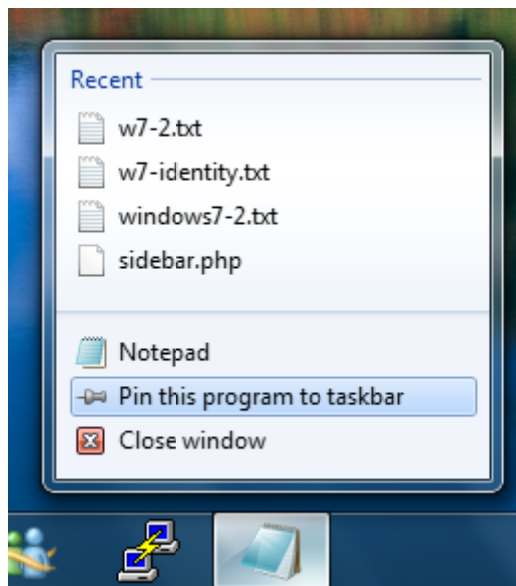 Recent
w7-2.txt
w7-identity.txt
windows7-2.txt
sidebar.php
Notepad
Pin this program to taskbar
Close window